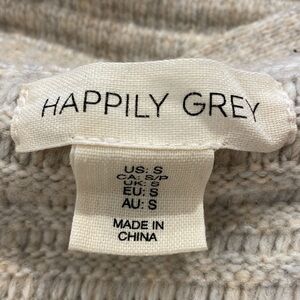 HAPPILY GREY
US: S
CA: S/P
UK: S
EU: S
AU: S
MADE IN
CHINA